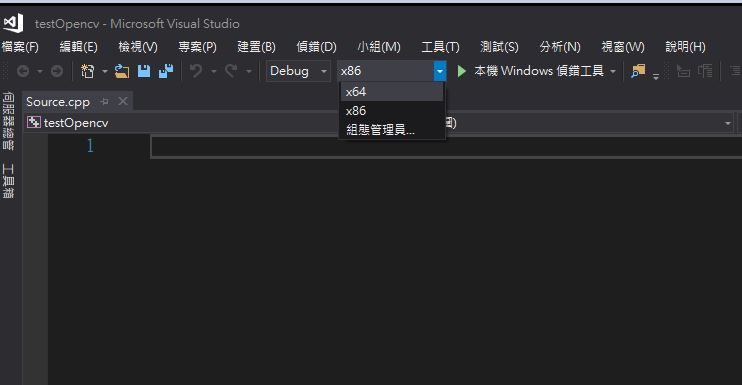 testOpencv - Microsoft Visual Studio
檔案(F) 編輯(E) 檢視(V) 專案(P) 建置(B) 偵錯(D) 小組(M) 工具(T) 測試(S) 分析(N) 視窗(W) 說明(H)
Debug x86 本機 Windows 偵錯工具
x64
x86
組態管理員...
Source.cpp
testOpencv
1
伺服器總管
工具箱